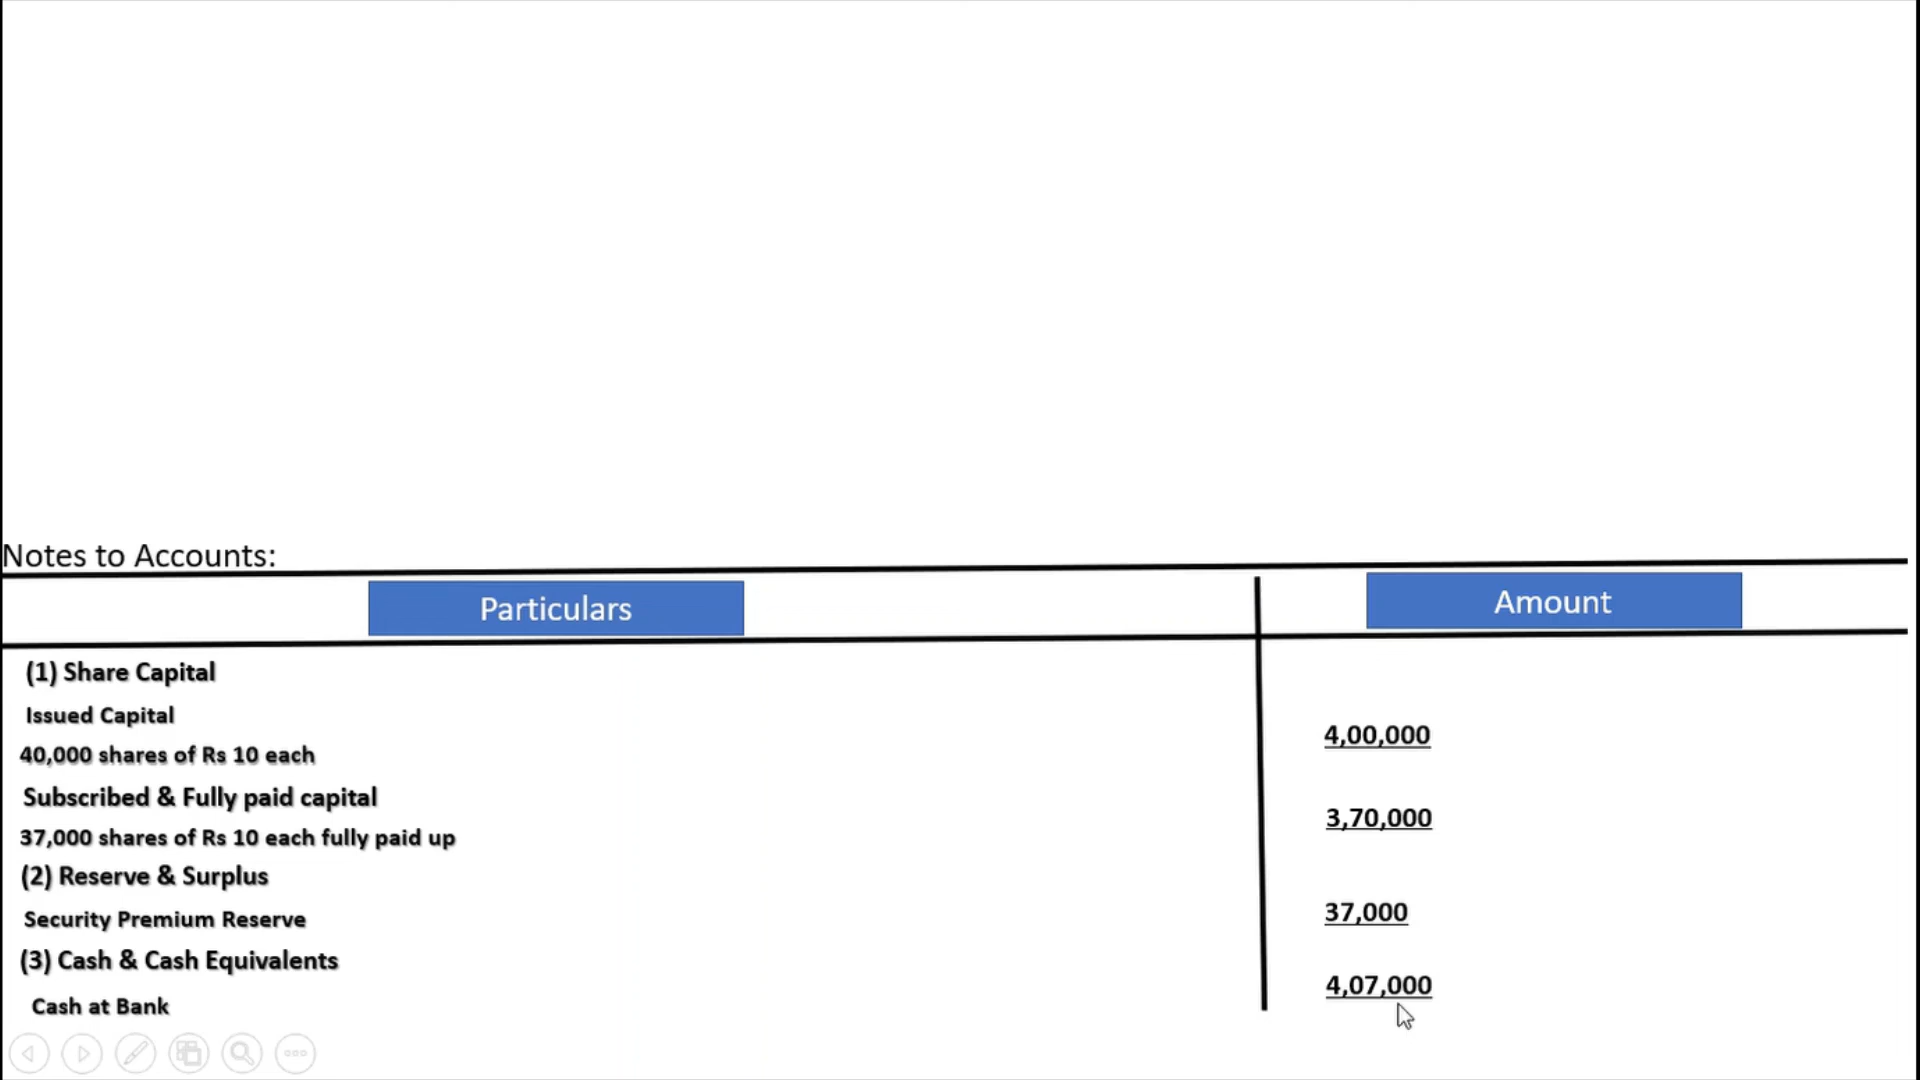 Notes to Accounts:
Particulars Amount
(1) Share Capital
Issued Capital
4,00,000
40,000 shares of Rs 10 each
Subscribed & Fully paid capital
3,70,000
37,000 shares of Rs 10 each fully paid up
(2) Reserve & Surplus
Security Premium Reserve 37,000
(3) Cash & Cash Equivalents
Cash at Bank 4,07,000